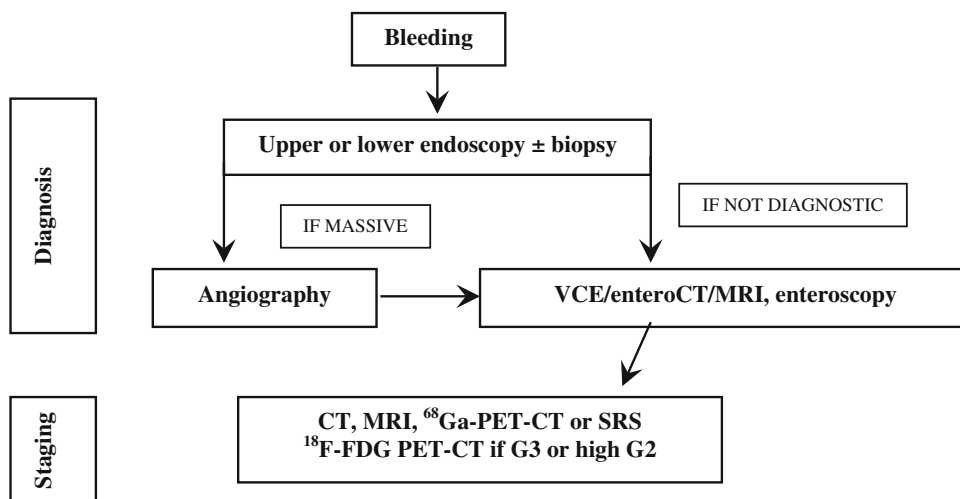 Bleeding
Diagnosis
Upper or lower endoscopy ± biopsy
IF MASSIVE
IF NOT DIAGNOSTIC
Angiography
VCE/enteroCT/MRI, enteroscopy
Staging
CT, MRI, ⁶⁸Ga-PET-CT or SRS
¹⁸F-FDG PET-CT if G3 or high G2